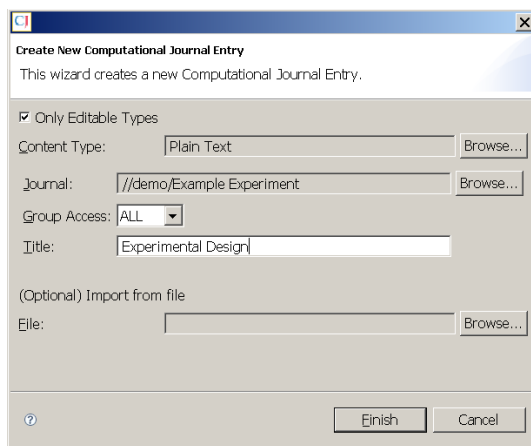 CJ
Create New Computational Journal Entry
This wizard creates a new Computational Journal Entry.
Only Editable Types
Content Type: Plain Text Browse...
Journal: //demo/Example Experiment Browse...
Group Access: ALL
Title: Experimental Design
(Optional) Import from file
File: Browse...
? Finish Cancel